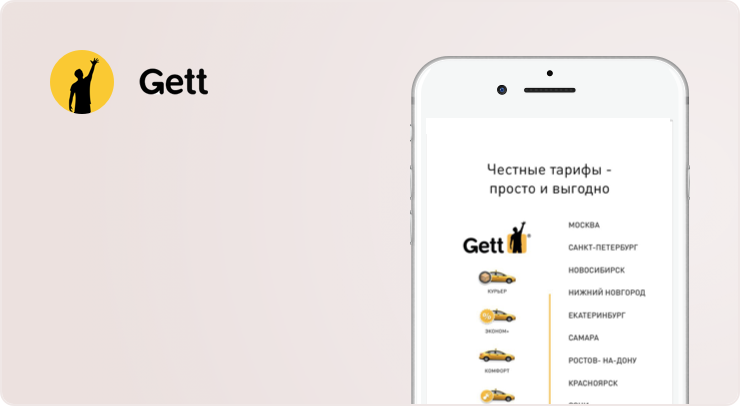 Gett
Честные тарифы -
просто и выгодно
Gett
КУРЬЕР
ЭКОНОМ+
КОМФОРТ
МОСКВА
САНКТ-ПЕТЕРБУРГ
НОВОСИБИРСК
НИЖНИЙ НОВГОРОД
ЕКАТЕРИНБУРГ
САМАРА
РОСТОВ- НА-ДОНУ
КРАСНОЯРСК